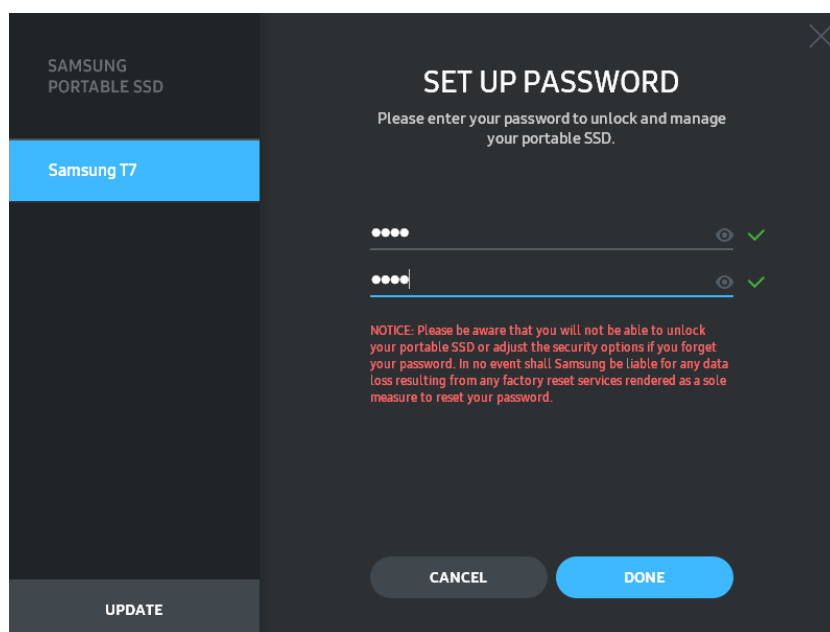 SAMSUNG
PORTABLE SSD
Samsung T7
UPDATE
SET UP PASSWORD
Please enter your password to unlock and manage
your portable SSD.
••••
••••
NOTICE: Please be aware that you will not be able to unlock
your portable SSD or adjust the security options if you forget
your password. In no event shall Samsung be liable for any data
loss resulting from any factory reset services rendered as a sole
measure to reset your password.
CANCEL
DONE